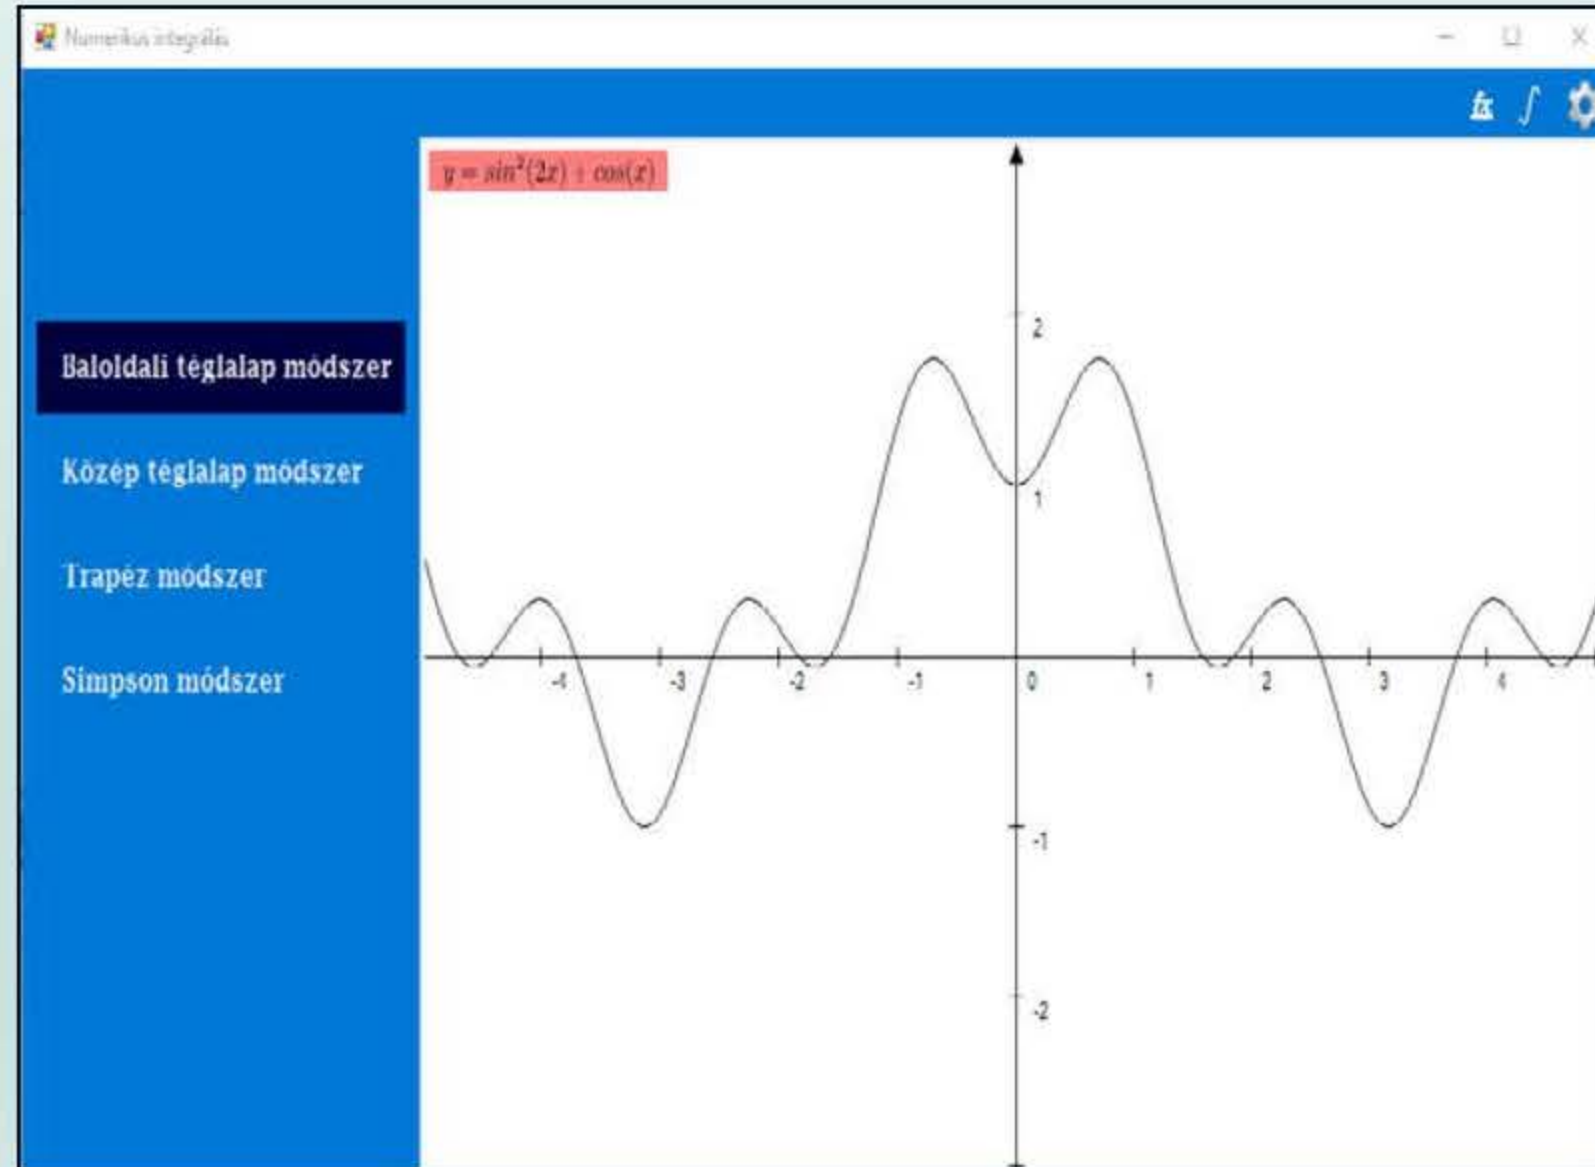 Numerikus integrálás
fx ∫
y = sin²(2x) + cos(x)
Baloldali téglalap módszer
Közép téglalap módszer
Trapéz módszer
Simpson módszer
2
1
-4 -3 -2 -1 0 1 2 3 4
-1
-2